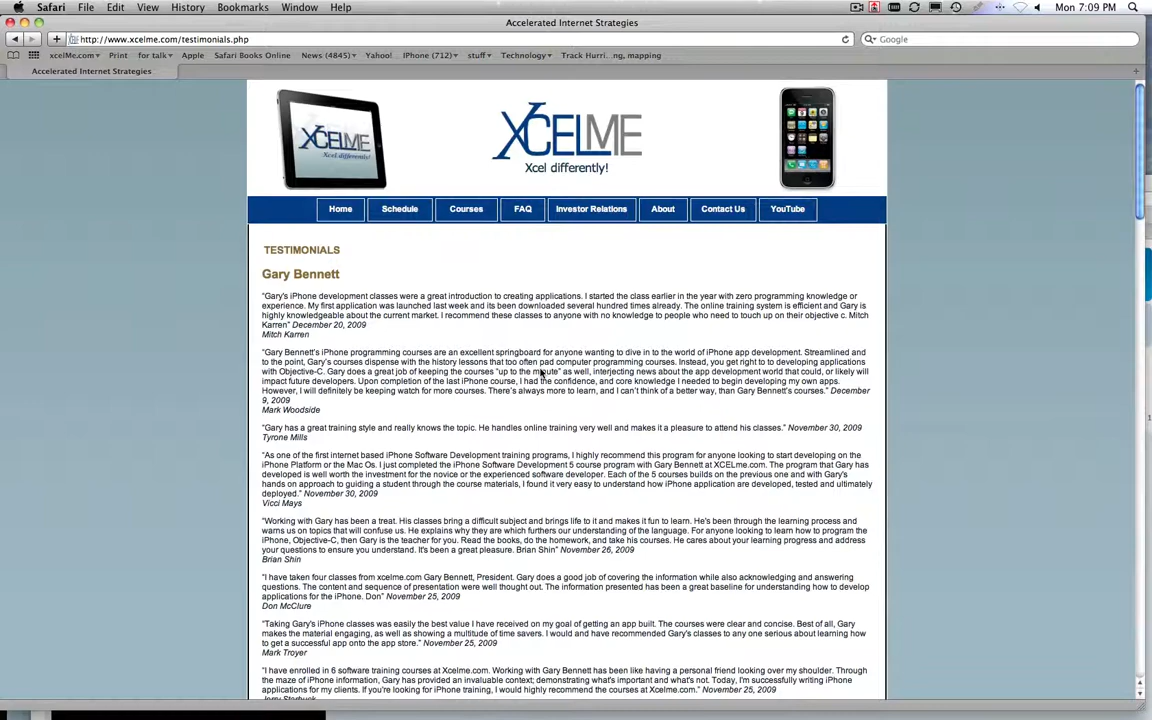 Safari File Edit View History Bookmarks Window Help Mon 7:09 PM
Accelerated Internet Strategies
http://www.xcelme.com/testimonials.php Google
xcelMe.com Print for talk Apple Safari Books Online News (4845) Yahoo! IPhone (712) stuff Technology Track Hurri...ng, mapping
Accelerated Internet Strategies
XCELME
Xcel differently!
XCELME
Xcel differently!
Home Schedule Courses FAQ Investor Relations About Contact Us YouTube
TESTIMONIALS
Gary Bennett
"Gary's iPhone development classes were a great introduction to creating applications. I started the class earlier in the year with zero programming knowledge or
experience. My first application was launched last week and its been downloaded several hundred times already. The online training system is efficient and Gary is
highly knowledgeable about the current market. I recommend these classes to anyone with no knowledge to people who need to touch up on their objective c. Mitch
Karren" December 20, 2009
Mitch Karren
"Gary Bennett's iPhone programming courses are an excellent springboard for anyone wanting to dive in to the world of iPhone app development. Streamined and
to the point, Gary's courses dispense with the history lessons that too often pad computer programming courses. Instead, you get right to to developing applications
with Objective-C. Gary does a great job of keeping the courses "up to the minute" as well, interjecting news about the app development world that could, or likely will
impact future developers. Upon completion of the last iPhone course, I had the confidence, and core knowledge I needed to begin developing my own apps.
However, I will definitely be keeping watch for more courses. There's always more to learn, and I can't think of a better way, than Gary Bennett's courses." December
9, 2009
Mark Woodside
"Gary has a great training style and really knows the topic. He handles online training very well and makes it a pleasure to attend his classes." November 30, 2009
Tyrone Mills
"As one of the first internet based iPhone Software Development training programs, I highly recommend this program for anyone looking to start developing on the
iPhone Platform or the Mac Os. I just completed the iPhone Software Development 5 course program with Gary Bennett at XCELme.com. The program that Gary has
developed is well worth the investment for the novice or the experienced software developer. Each of the 5 courses builds on the previous one and with Gary's
hands on approach to guiding a student through the course materials, I found it very easy to understand how iPhone application are developed, tested and ultimately
deployed." November 30, 2009
Vicci Mays
"Working with Gary has been a treat. His classes bring a difficult subject and brings life to it and makes it fun to learn. He's been through the learning process and
warns us on topics that will confuse us. He explains why they are which furthers our understanding of the language. For anyone looking to learn how to program the
iPhone, Objective-C, then Gary is the teacher for you. Read the books, do the homework, and take his courses. He cares about your learning progress and address
your questions to ensure you understand. It's been a great pleasure. Brian Shin" November 26, 2009
Brian Shin
"I have taken four classes from xcelme.com Gary Bennett, President. Gary does a good job of covering the information while also acknowledging and answering
questions. The content and sequence of presentation were well thought out. The information presented has been a great baseline for understanding how to develop
applications for the iPhone. Don" November 25, 2009
Don McClure
"Taking Gary's iPhone classes was easily the best value I have received on my goal of getting an app built. The courses were clear and concise. Best of all, Gary
makes the material engaging, as well as showing a multitude of time savers. I would and have recommended Gary's classes to any one serious about learning how
to get a successful app onto the app store." November 25, 2009
Mark Troyer
"I have enrolled in 6 software training courses at Xcelme.com. Working with Gary Bennett has been like having a personal friend looking over my shoulder. Through
the maze of iPhone information, Gary has provided an invaluable context; demonstrating what's important and what's not. Today, I'm successfully writing iPhone
applications for my clients. If you're looking for iPhone training, I would highly recommend the courses at Xcelme.com." November 25, 2009